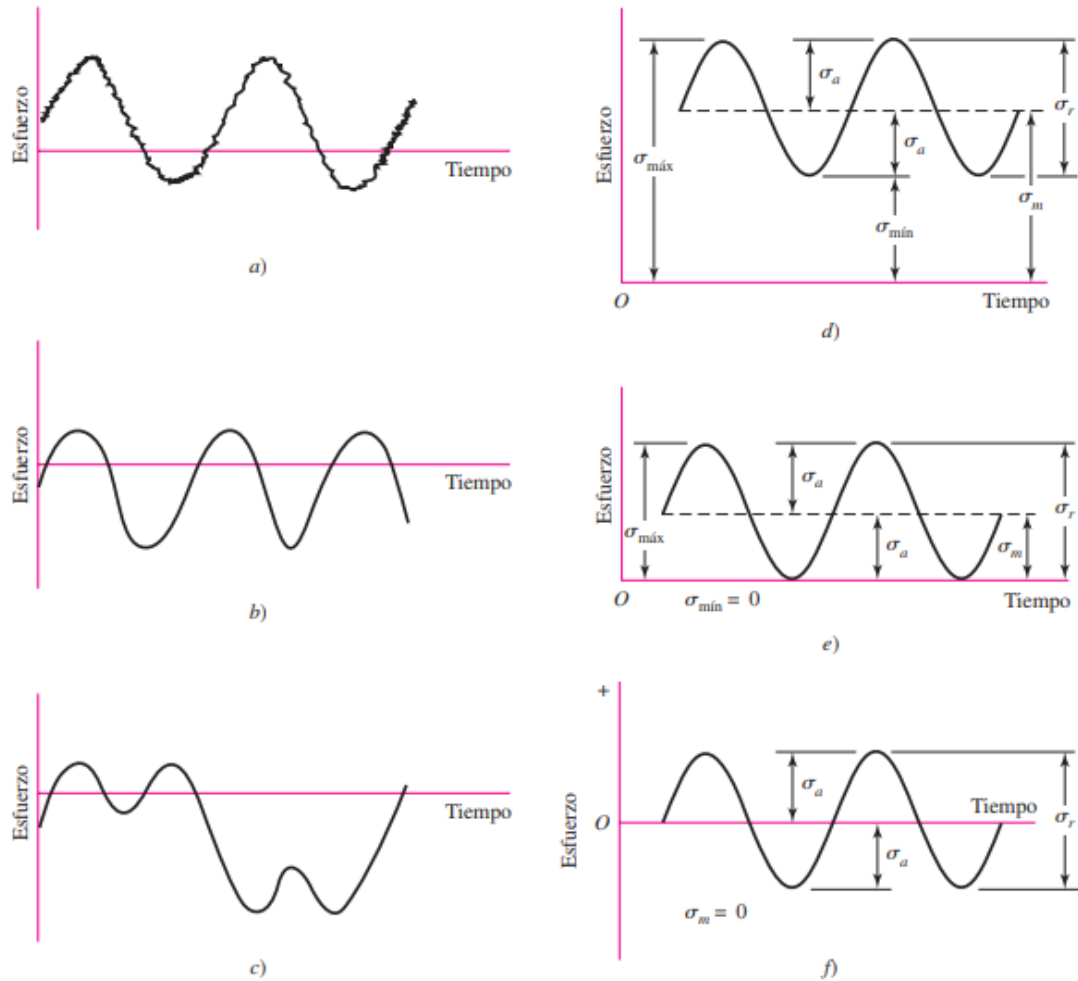 Esfuerzo
Tiempo
a)
Esfuerzo
Tiempo
b)
Esfuerzo
Tiempo
c)
Esfuerzo
σmáx
σa
σa
σr
σm
σmín
O
Tiempo
d)
Esfuerzo
σmáx
σa
σa
σm
σr
O
σmín = 0
Tiempo
e)
+
Esfuerzo
O
σa
Tiempo
σr
σa
σm = 0
f)